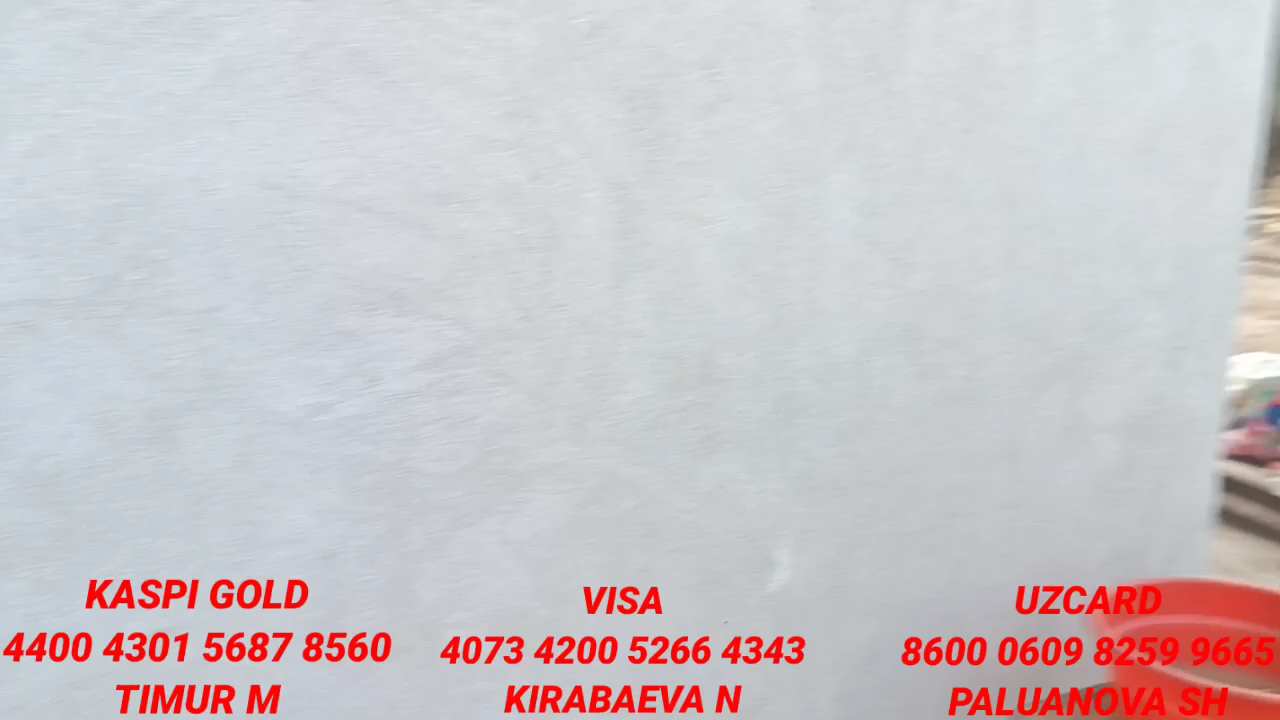 KASPI GOLD
4400 4301 5687 8560
TIMUR M
VISA
4073 4200 5266 4343
KIRABAEVA N
UZCARD
8600 0609 8259 9665
PALUANOVA SH